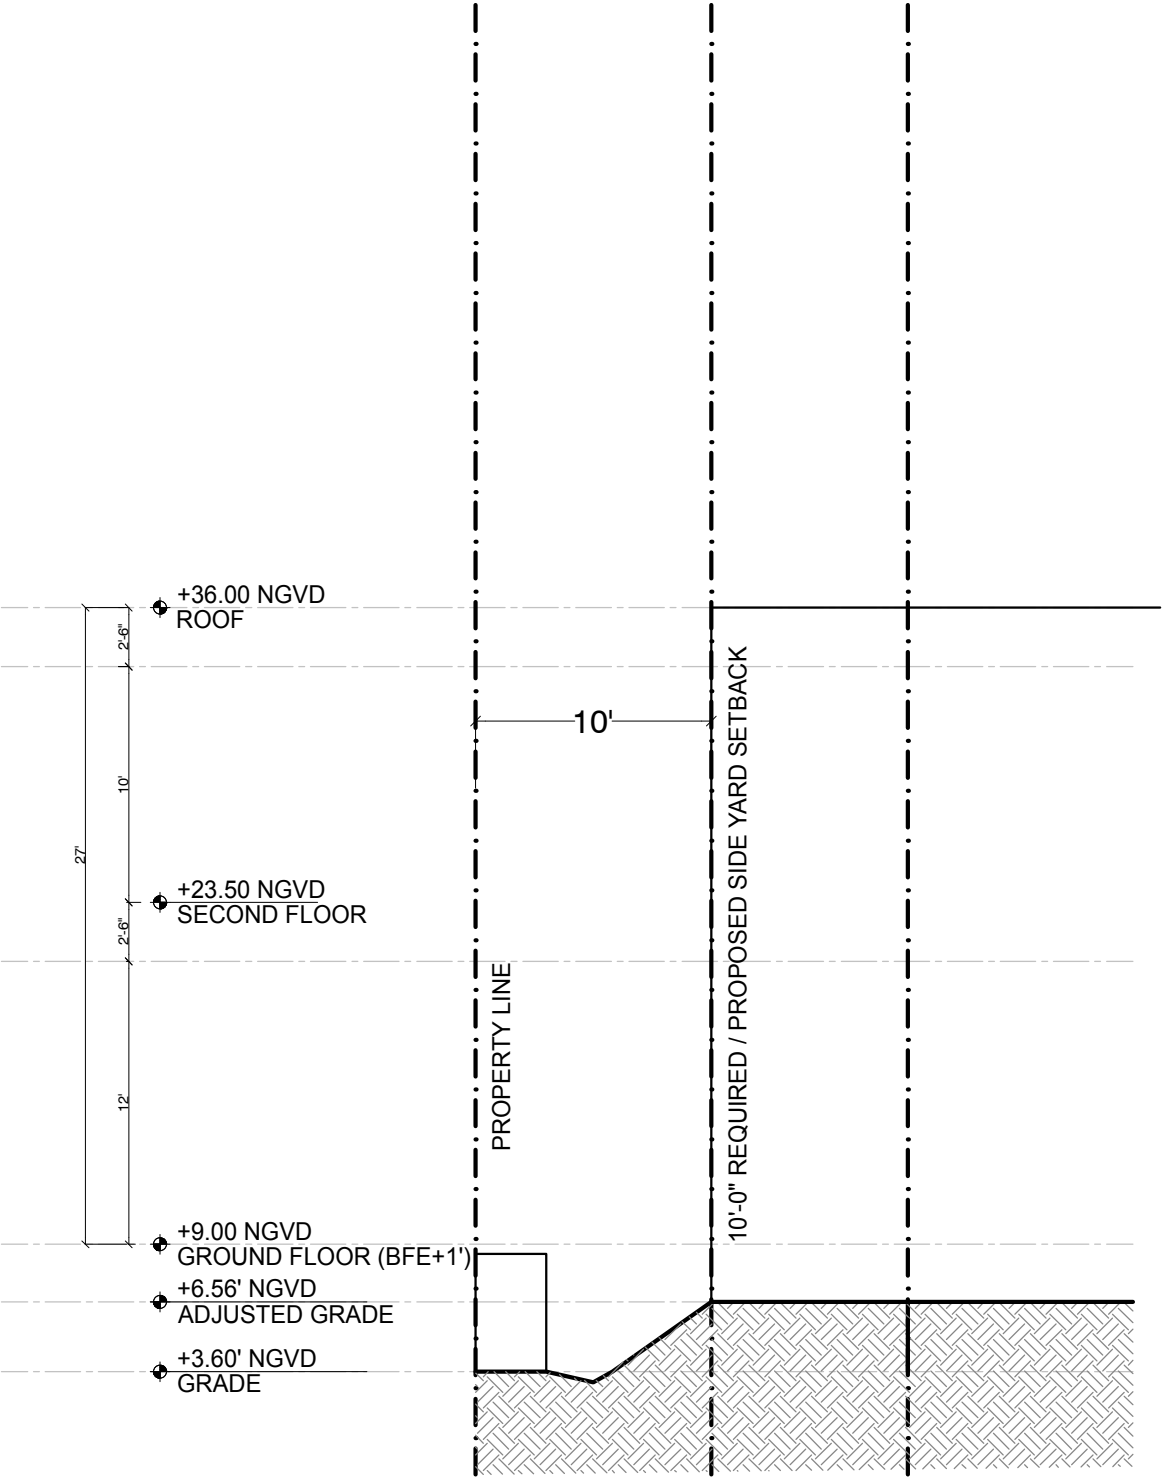 +36.00 NGVD
ROOF
2'-6"
10'
10'
27'
+23.50 NGVD
SECOND FLOOR
2'-6"
12'
PROPERTY LINE
10'-0" REQUIRED / PROPOSED SIDE YARD SETBACK
+9.00 NGVD
GROUND FLOOR (BFE+1')
+6.56' NGVD
ADJUSTED GRADE
+3.60' NGVD
GRADE